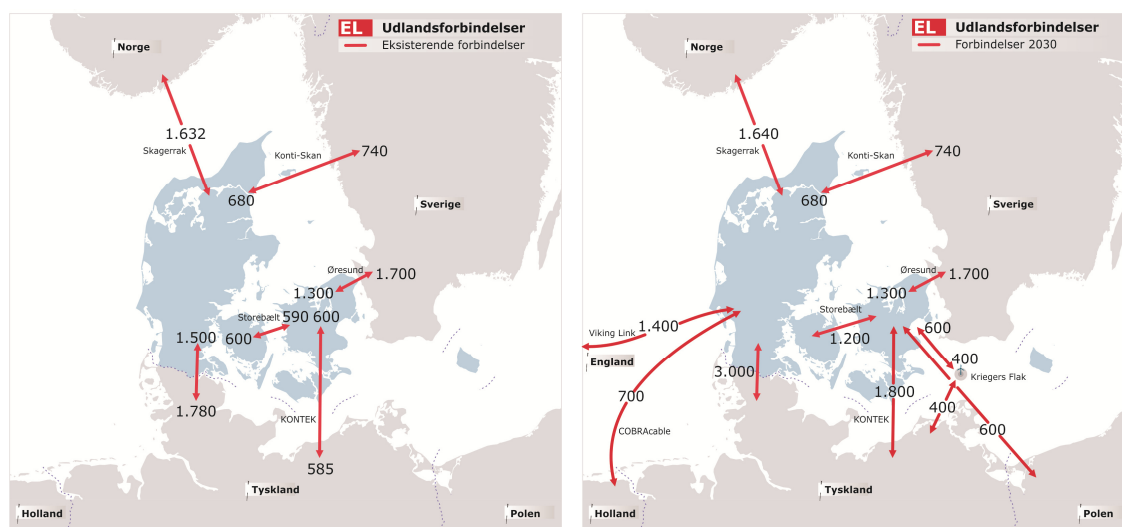 EL Udlandsforbindelser
Eksisterende forbindelser
Norge
1.632
Skagerrak
Konti-Skan
740
680
Sverige
Øresund
1.700
1.300
Storebælt
590 600
1.500
600
1.780
KONTEK
585
Tyskland
Holland
Polen
EL Udlandsforbindelser
Forbindelser 2030
Norge
1.640
Skagerrak
Konti-Skan
740
680
Sverige
Øresund
1.700
1.300
Storebælt
Viking Link
1.400
600
1.200
England
400
3.000
Kriegers Flak
700
1.800
400
KONTEK
COBRAcable
600
Tyskland
Holland
Polen